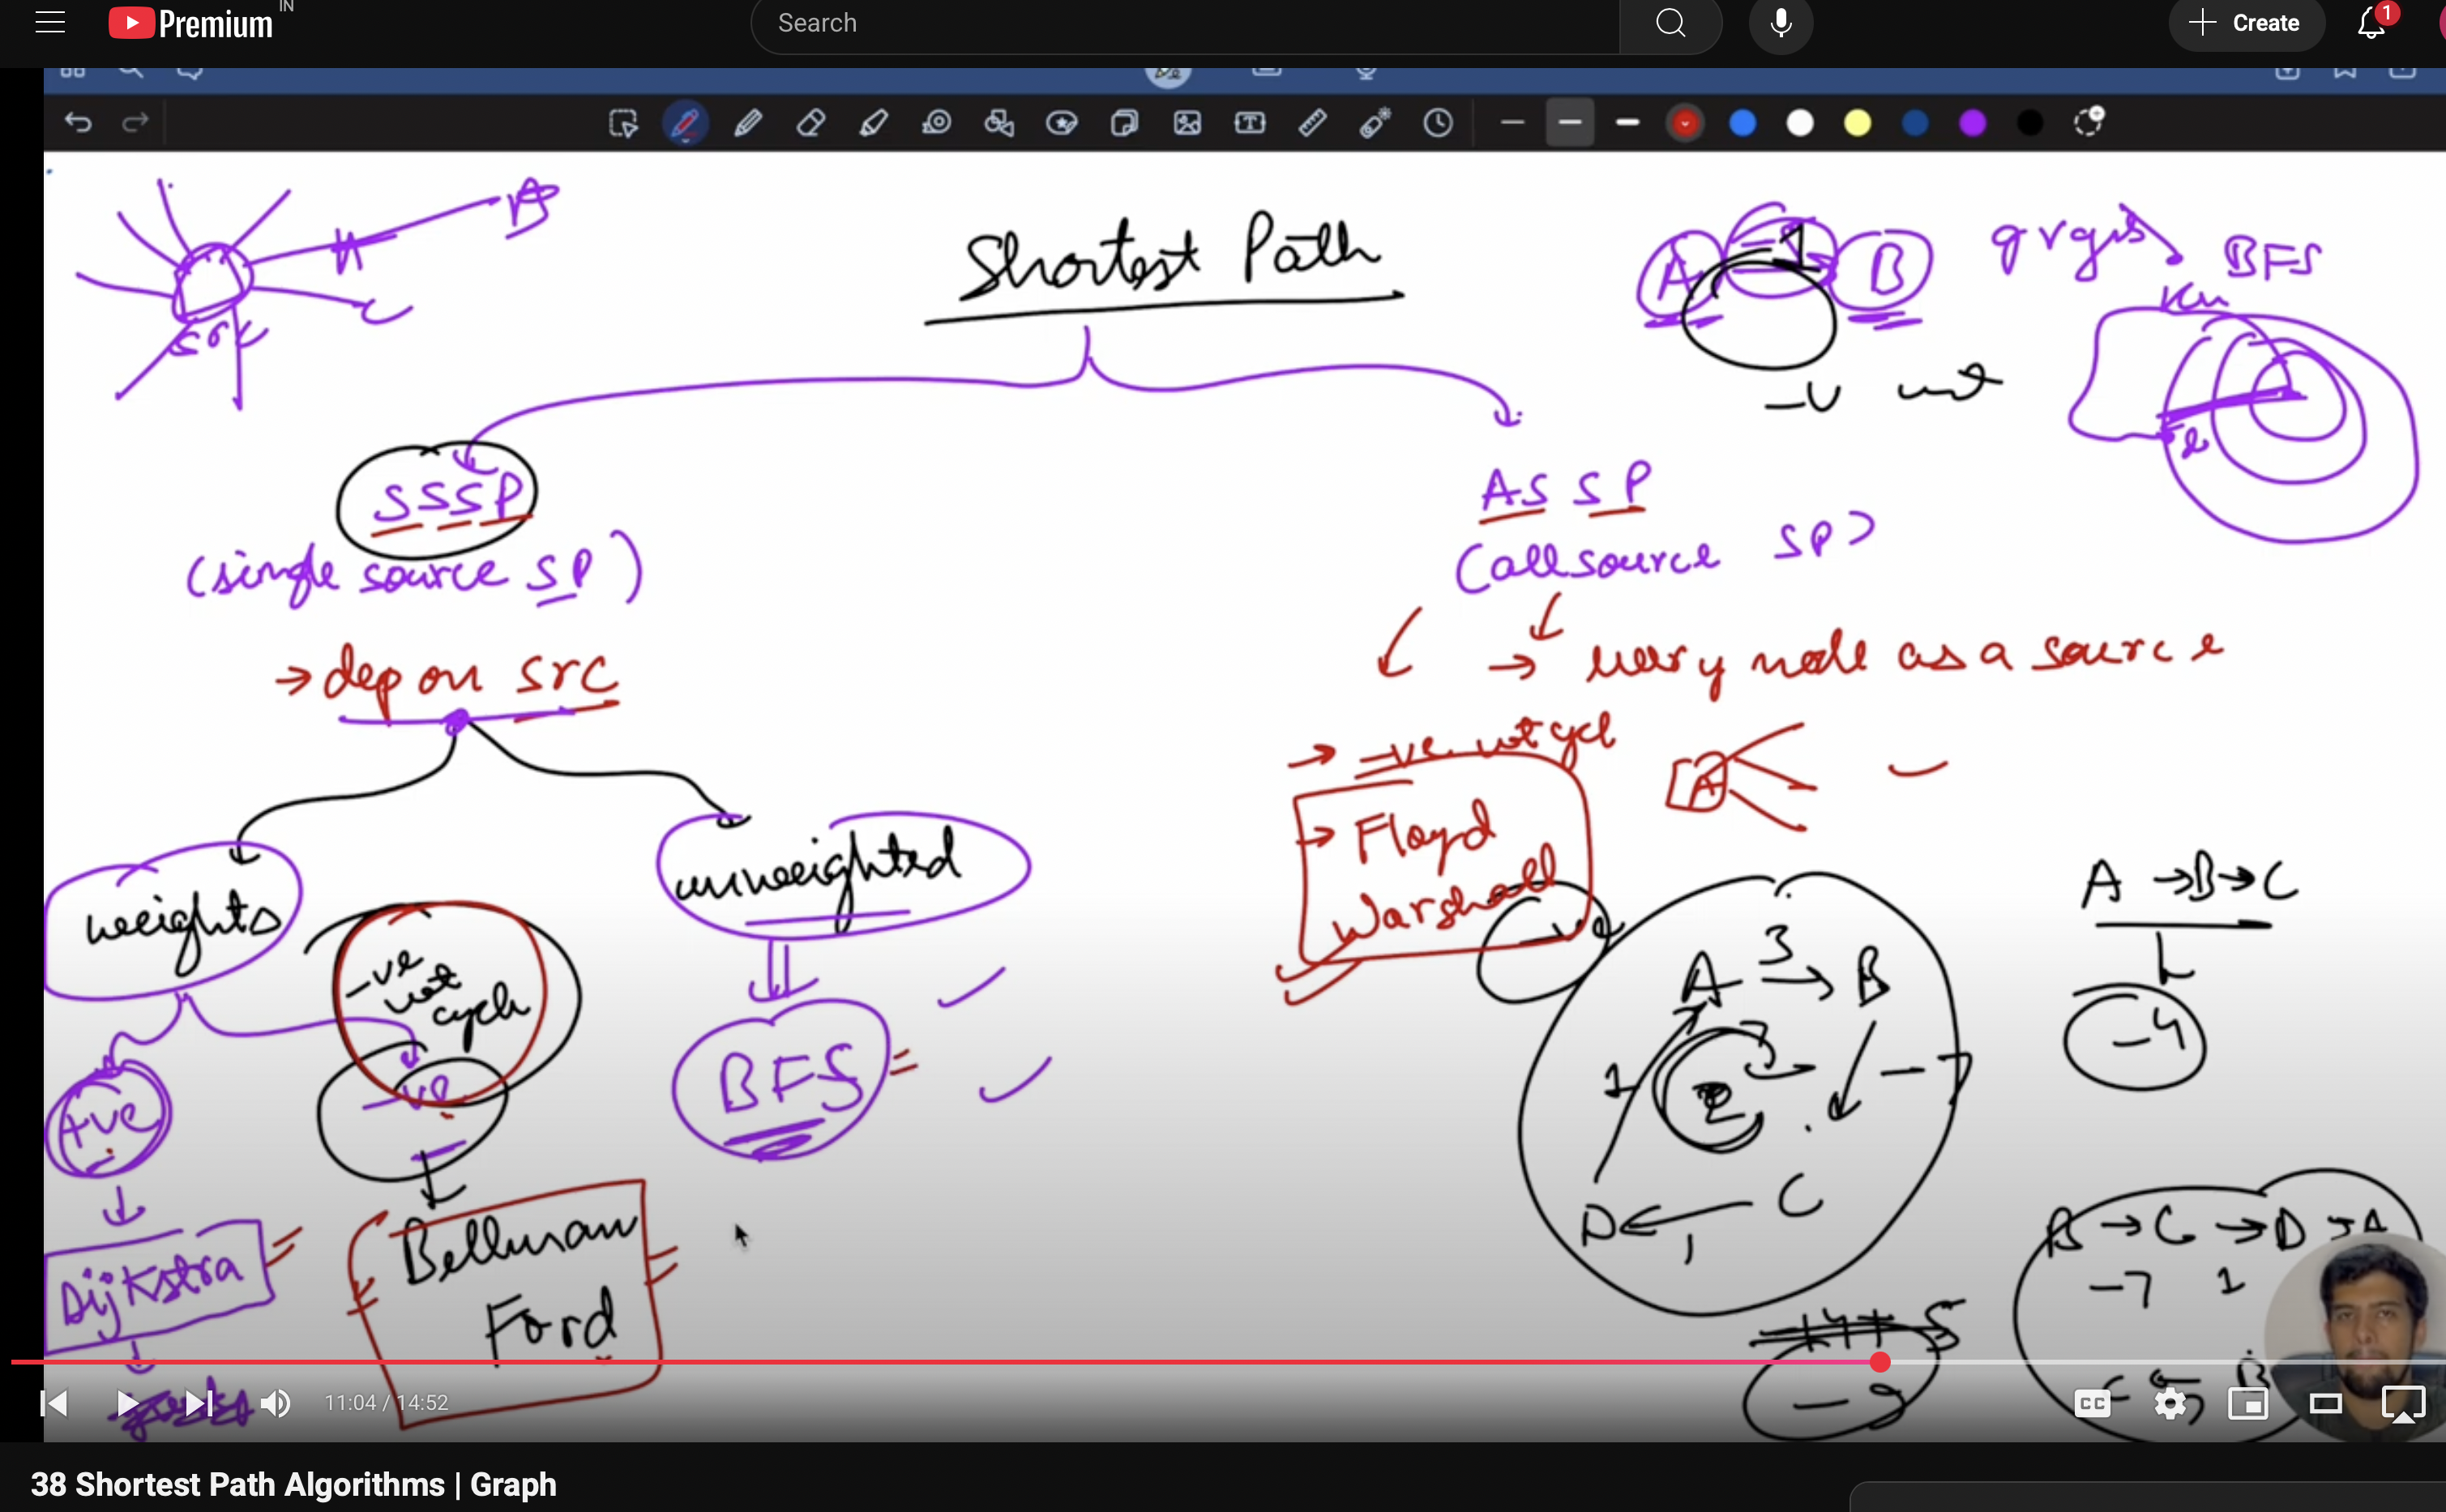 Premium
IN
Search
Create
1
B
C
src
Shortest Path
A -1 B
BFS
-v wt
SSSP
(single source SP)
→ dep on src
ASSP
(all source SP)
→ every node as a source
→ -ve wt cycl
→ Floyd
Warshall
A
weights
unweighted
-ve
wt
cycle
+ve
-ve
BFS
Dijkstra
Bellman
Ford
-ve
A 3 → B
1
2
-7
D ← C
1
A → B → C
-4
B → C → D → A
-7 1
-9
11:04 / 14:52
CC
38 Shortest Path Algorithms | Graph